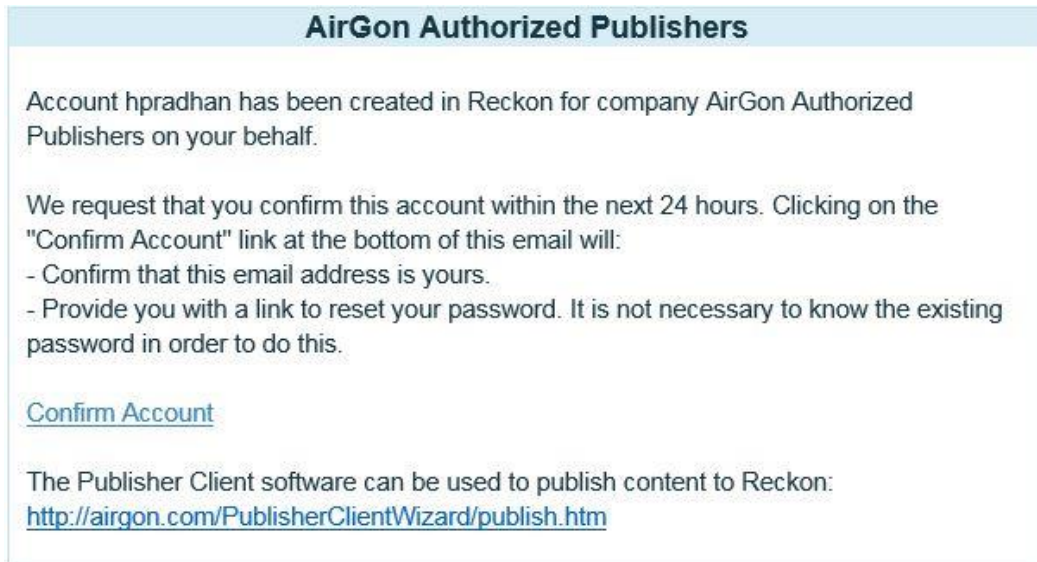 AirGon Authorized Publishers
Account hpradhan has been created in Reckon for company AirGon Authorized
Publishers on your behalf.
We request that you confirm this account within the next 24 hours. Clicking on the
"Confirm Account" link at the bottom of this email will:
- Confirm that this email address is yours.
- Provide you with a link to reset your password. It is not necessary to know the existing
password in order to do this.
Confirm Account
The Publisher Client software can be used to publish content to Reckon:
http://airgon.com/PublisherClientWizard/publish.htm